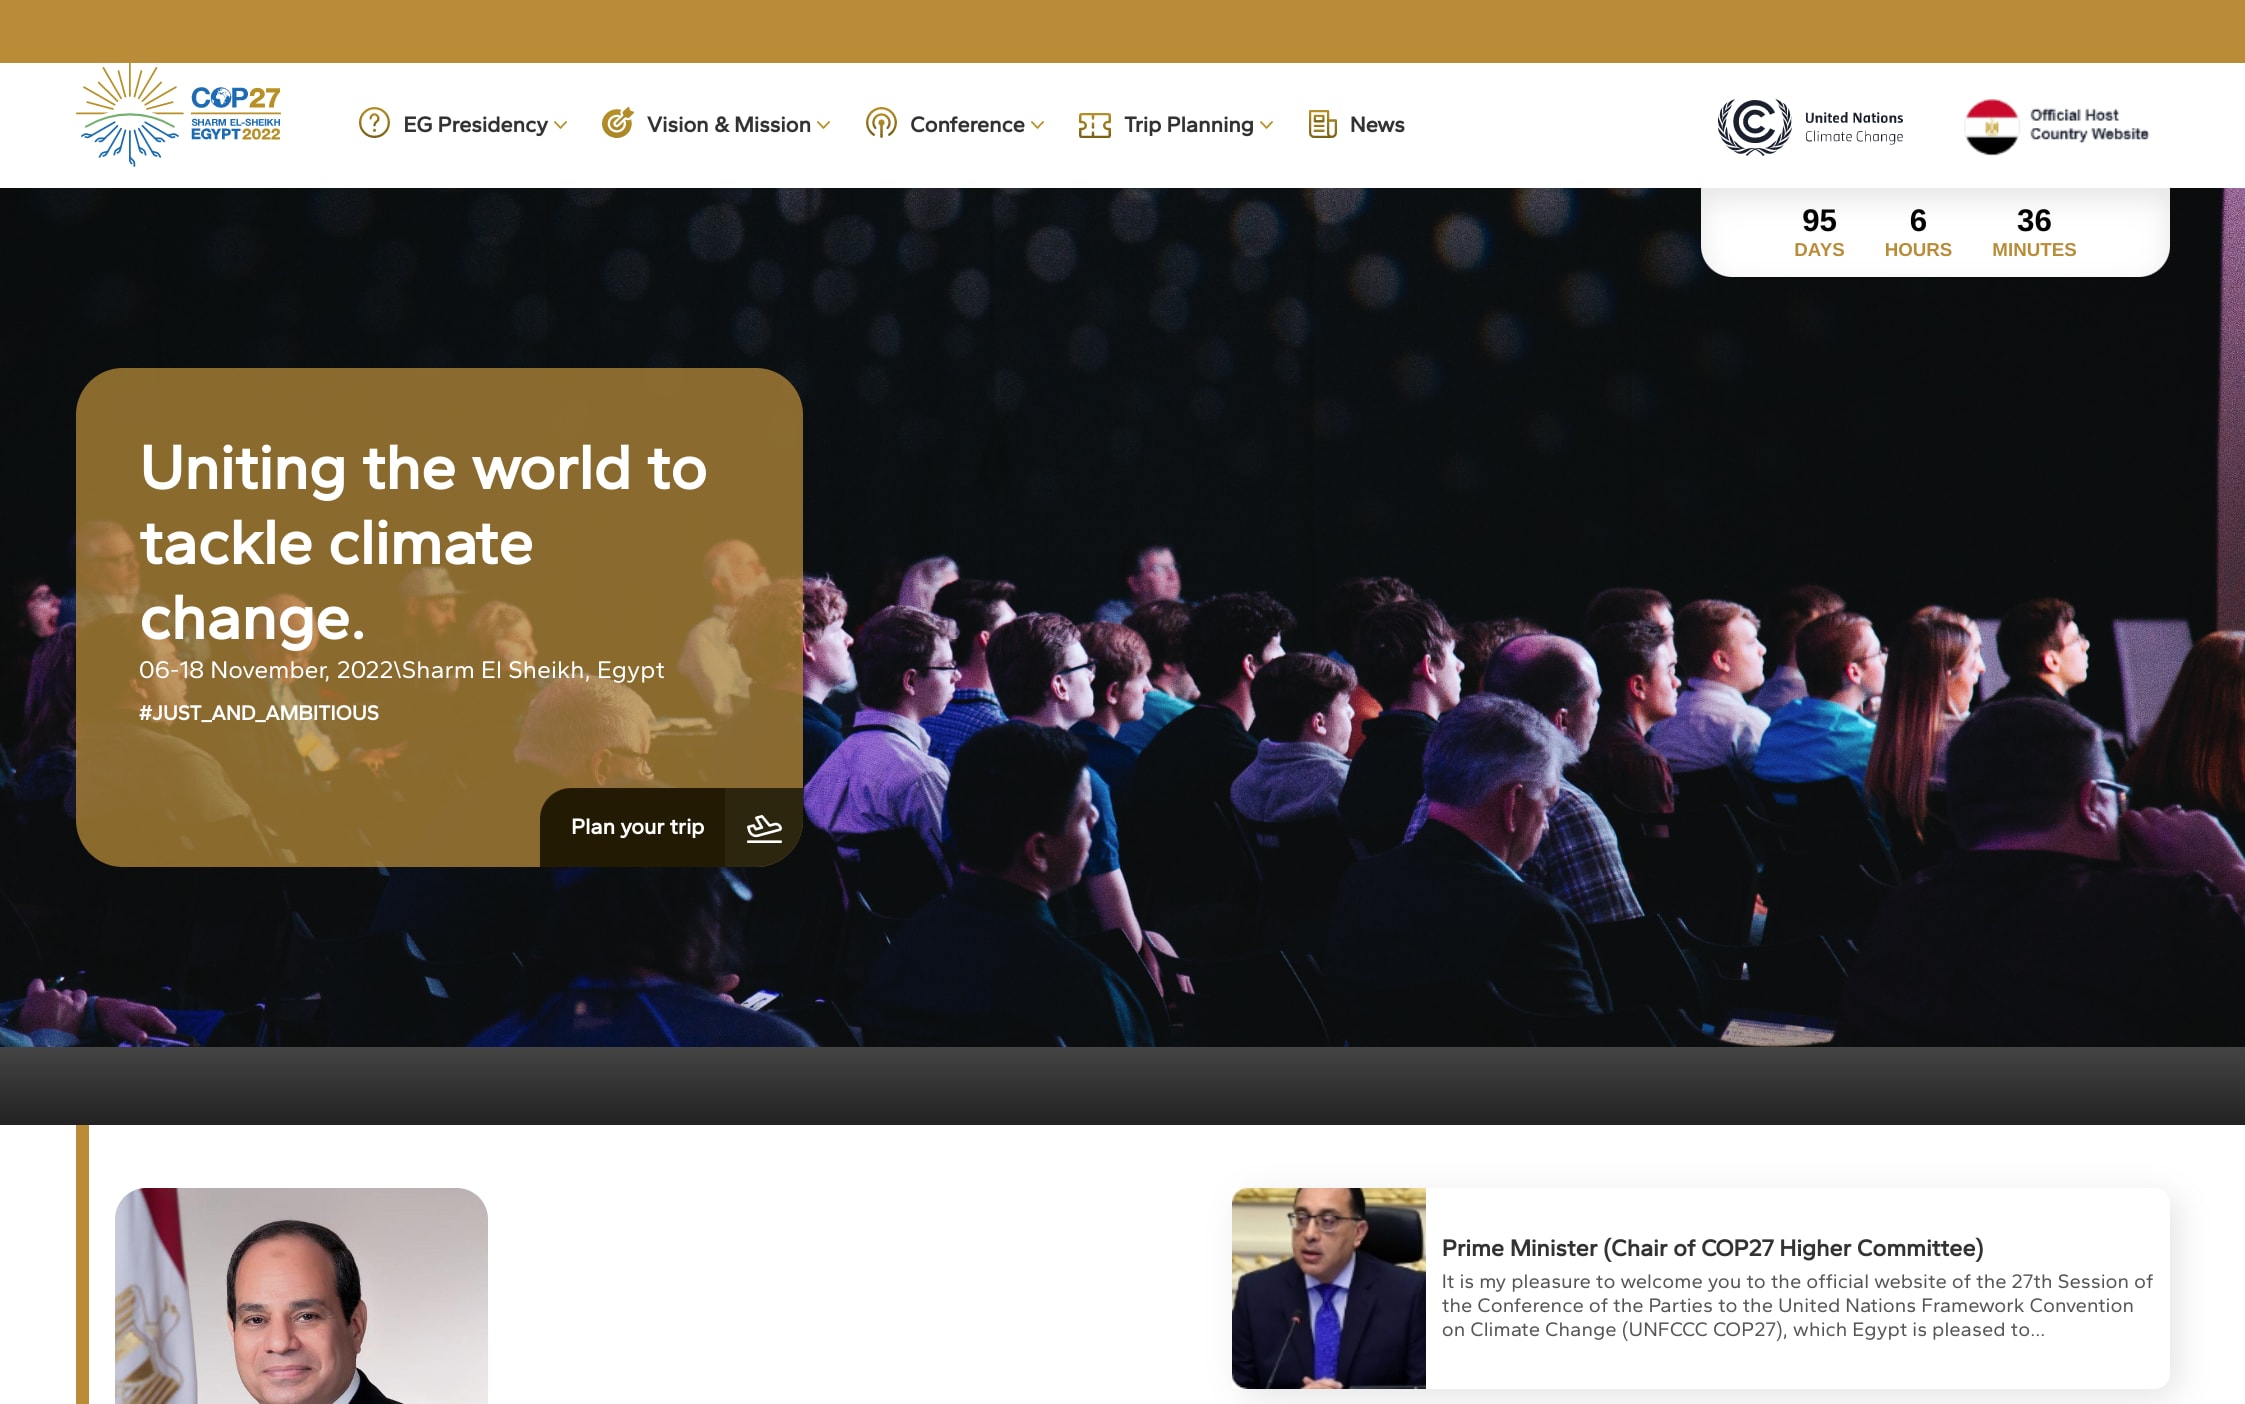 COP27
SHARM EL-SHEIKH
EGYPT2022
EG Presidency
Vision & Mission
Conference
Trip Planning
News
United Nations
Climate Change
Official Host
Country Website
95
DAYS
6
HOURS
36
MINUTES
Uniting the world to
tackle climate
change.
06-18 November, 2022\Sharm El Sheikh, Egypt
#JUST_AND_AMBITIOUS
Plan your trip
Prime Minister (Chair of COP27 Higher Committee)
It is my pleasure to welcome you to the official website of the 27th Session of
the Conference of the Parties to the United Nations Framework Convention
on Climate Change (UNFCCC COP27), which Egypt is pleased to...